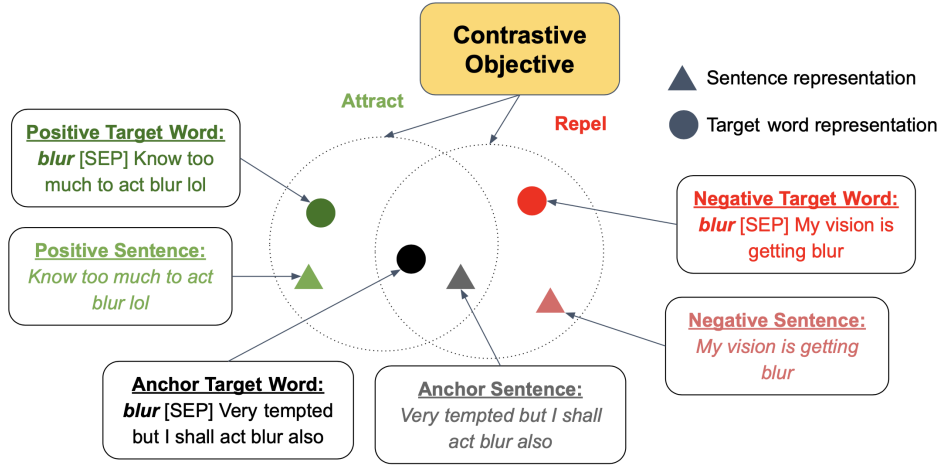 Contrastive
Objective
Attract
Repel
Sentence representation
Target word representation
Positive Target Word:
blur [SEP] Know too
much to act blur lol
Positive Sentence:
Know too much to act
blur lol
Negative Target Word:
blur [SEP] My vision is
getting blur
Negative Sentence:
My vision is getting
blur
Anchor Target Word:
blur [SEP] Very tempted
but I shall act blur also
Anchor Sentence:
Very tempted but I shall
act blur also